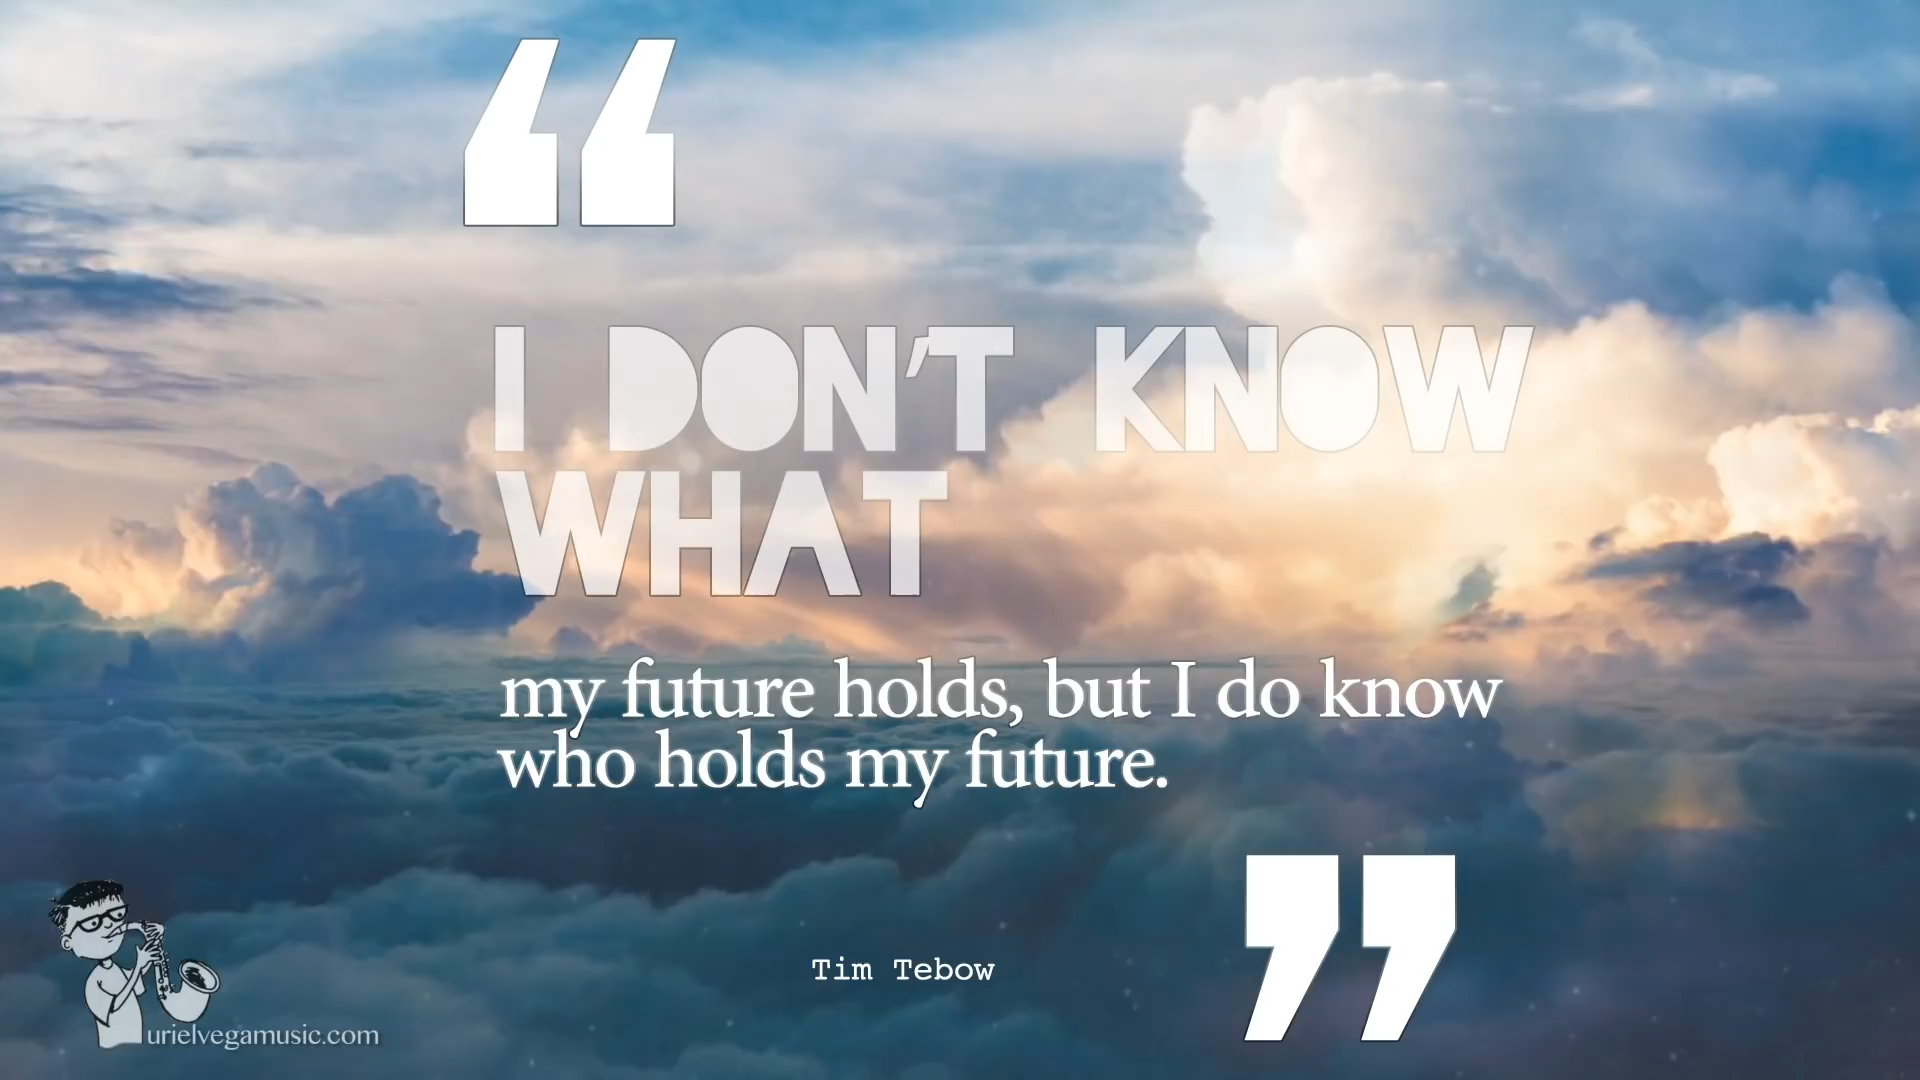 “
I DON’T KNOW
WHAT
my future holds, but I do know
who holds my future.
”
Tim Tebow
urielvegamusic.com